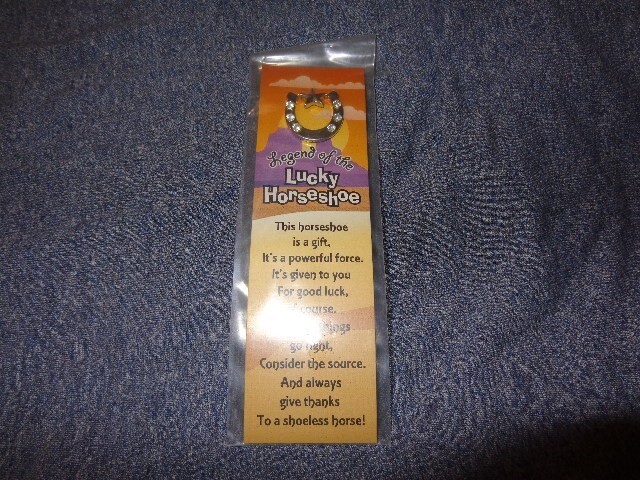 Legend of the
Lucky
Horseshoe
This horseshoe
is a gift,
It's a powerful force.
It's given to you
For good luck,
course.
go right,
Consider the source.
And always
give thanks
To a shoeless horse!